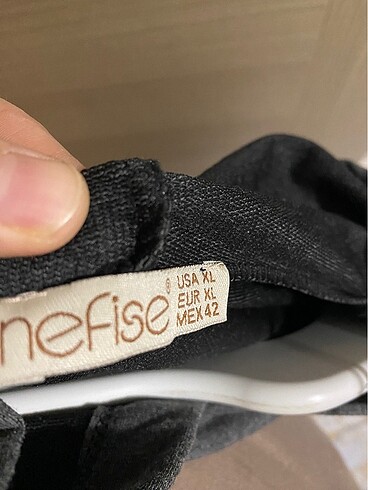 nefise®
USA XL
EUR XL
MEX 42